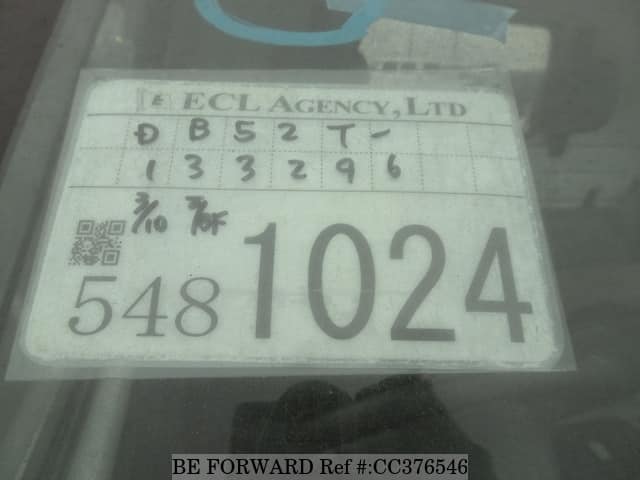 ECL AGENCY, LTD
DB52T-
133296
3/10
548 1024
BE FORWARD Ref #:CC376546